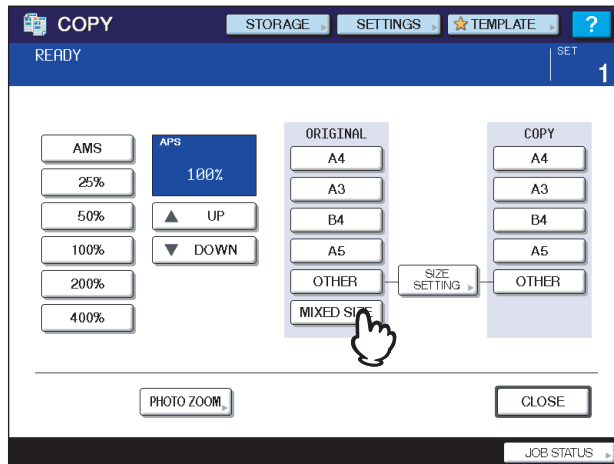 COPY
STORAGE
SETTINGS
TEMPLATE
?
READY
SET
1
AMS
25%
50%
100%
200%
400%
APS
100%
UP
DOWN
ORIGINAL
A4
A3
B4
A5
OTHER
MIXED SIZE
SIZE
SETTING
COPY
A4
A3
B4
A5
OTHER
PHOTO ZOOM
CLOSE
JOB STATUS